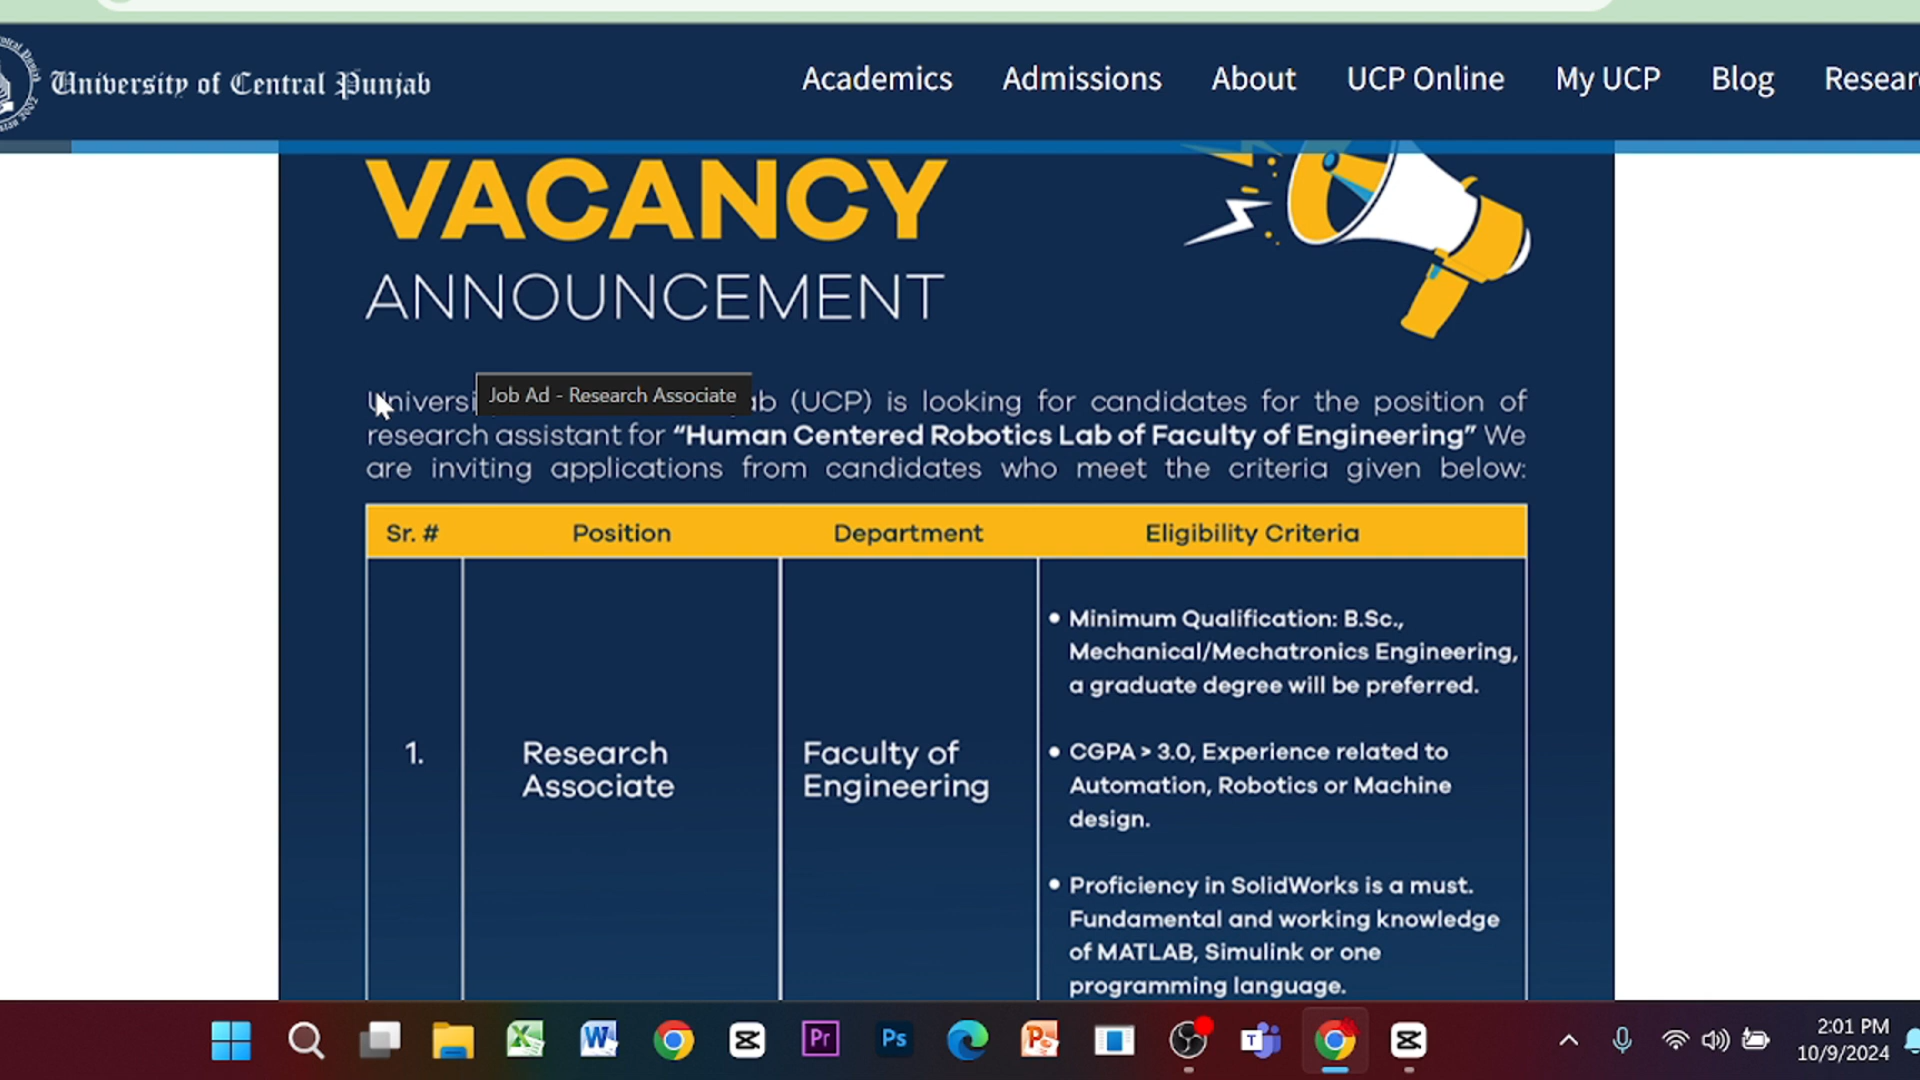 University of Central Punjab
Academics Admissions About UCP Online My UCP Blog
VACANCY
ANNOUNCEMENT
Job Ad - Research Associate
(UCP) is looking for candidates for the position of
research assistant for “Human Centered Robotics Lab of Faculty of Engineering” We
are inviting applications from candidates who meet the criteria given below:
Sr. # Position Department Eligibility Criteria
1.
Research
Associate
Faculty of
Engineering
• Minimum Qualification: B.Sc.,
Mechanical/Mechatronics Engineering,
a graduate degree will be preferred.
• CGPA > 3.0, Experience related to
Automation, Robotics or Machine
design.
• Proficiency in SolidWorks is a must.
Fundamental and working knowledge
of MATLAB, Simulink or one
programming language.
Pr
Ps
2:01 PM
10/9/2024